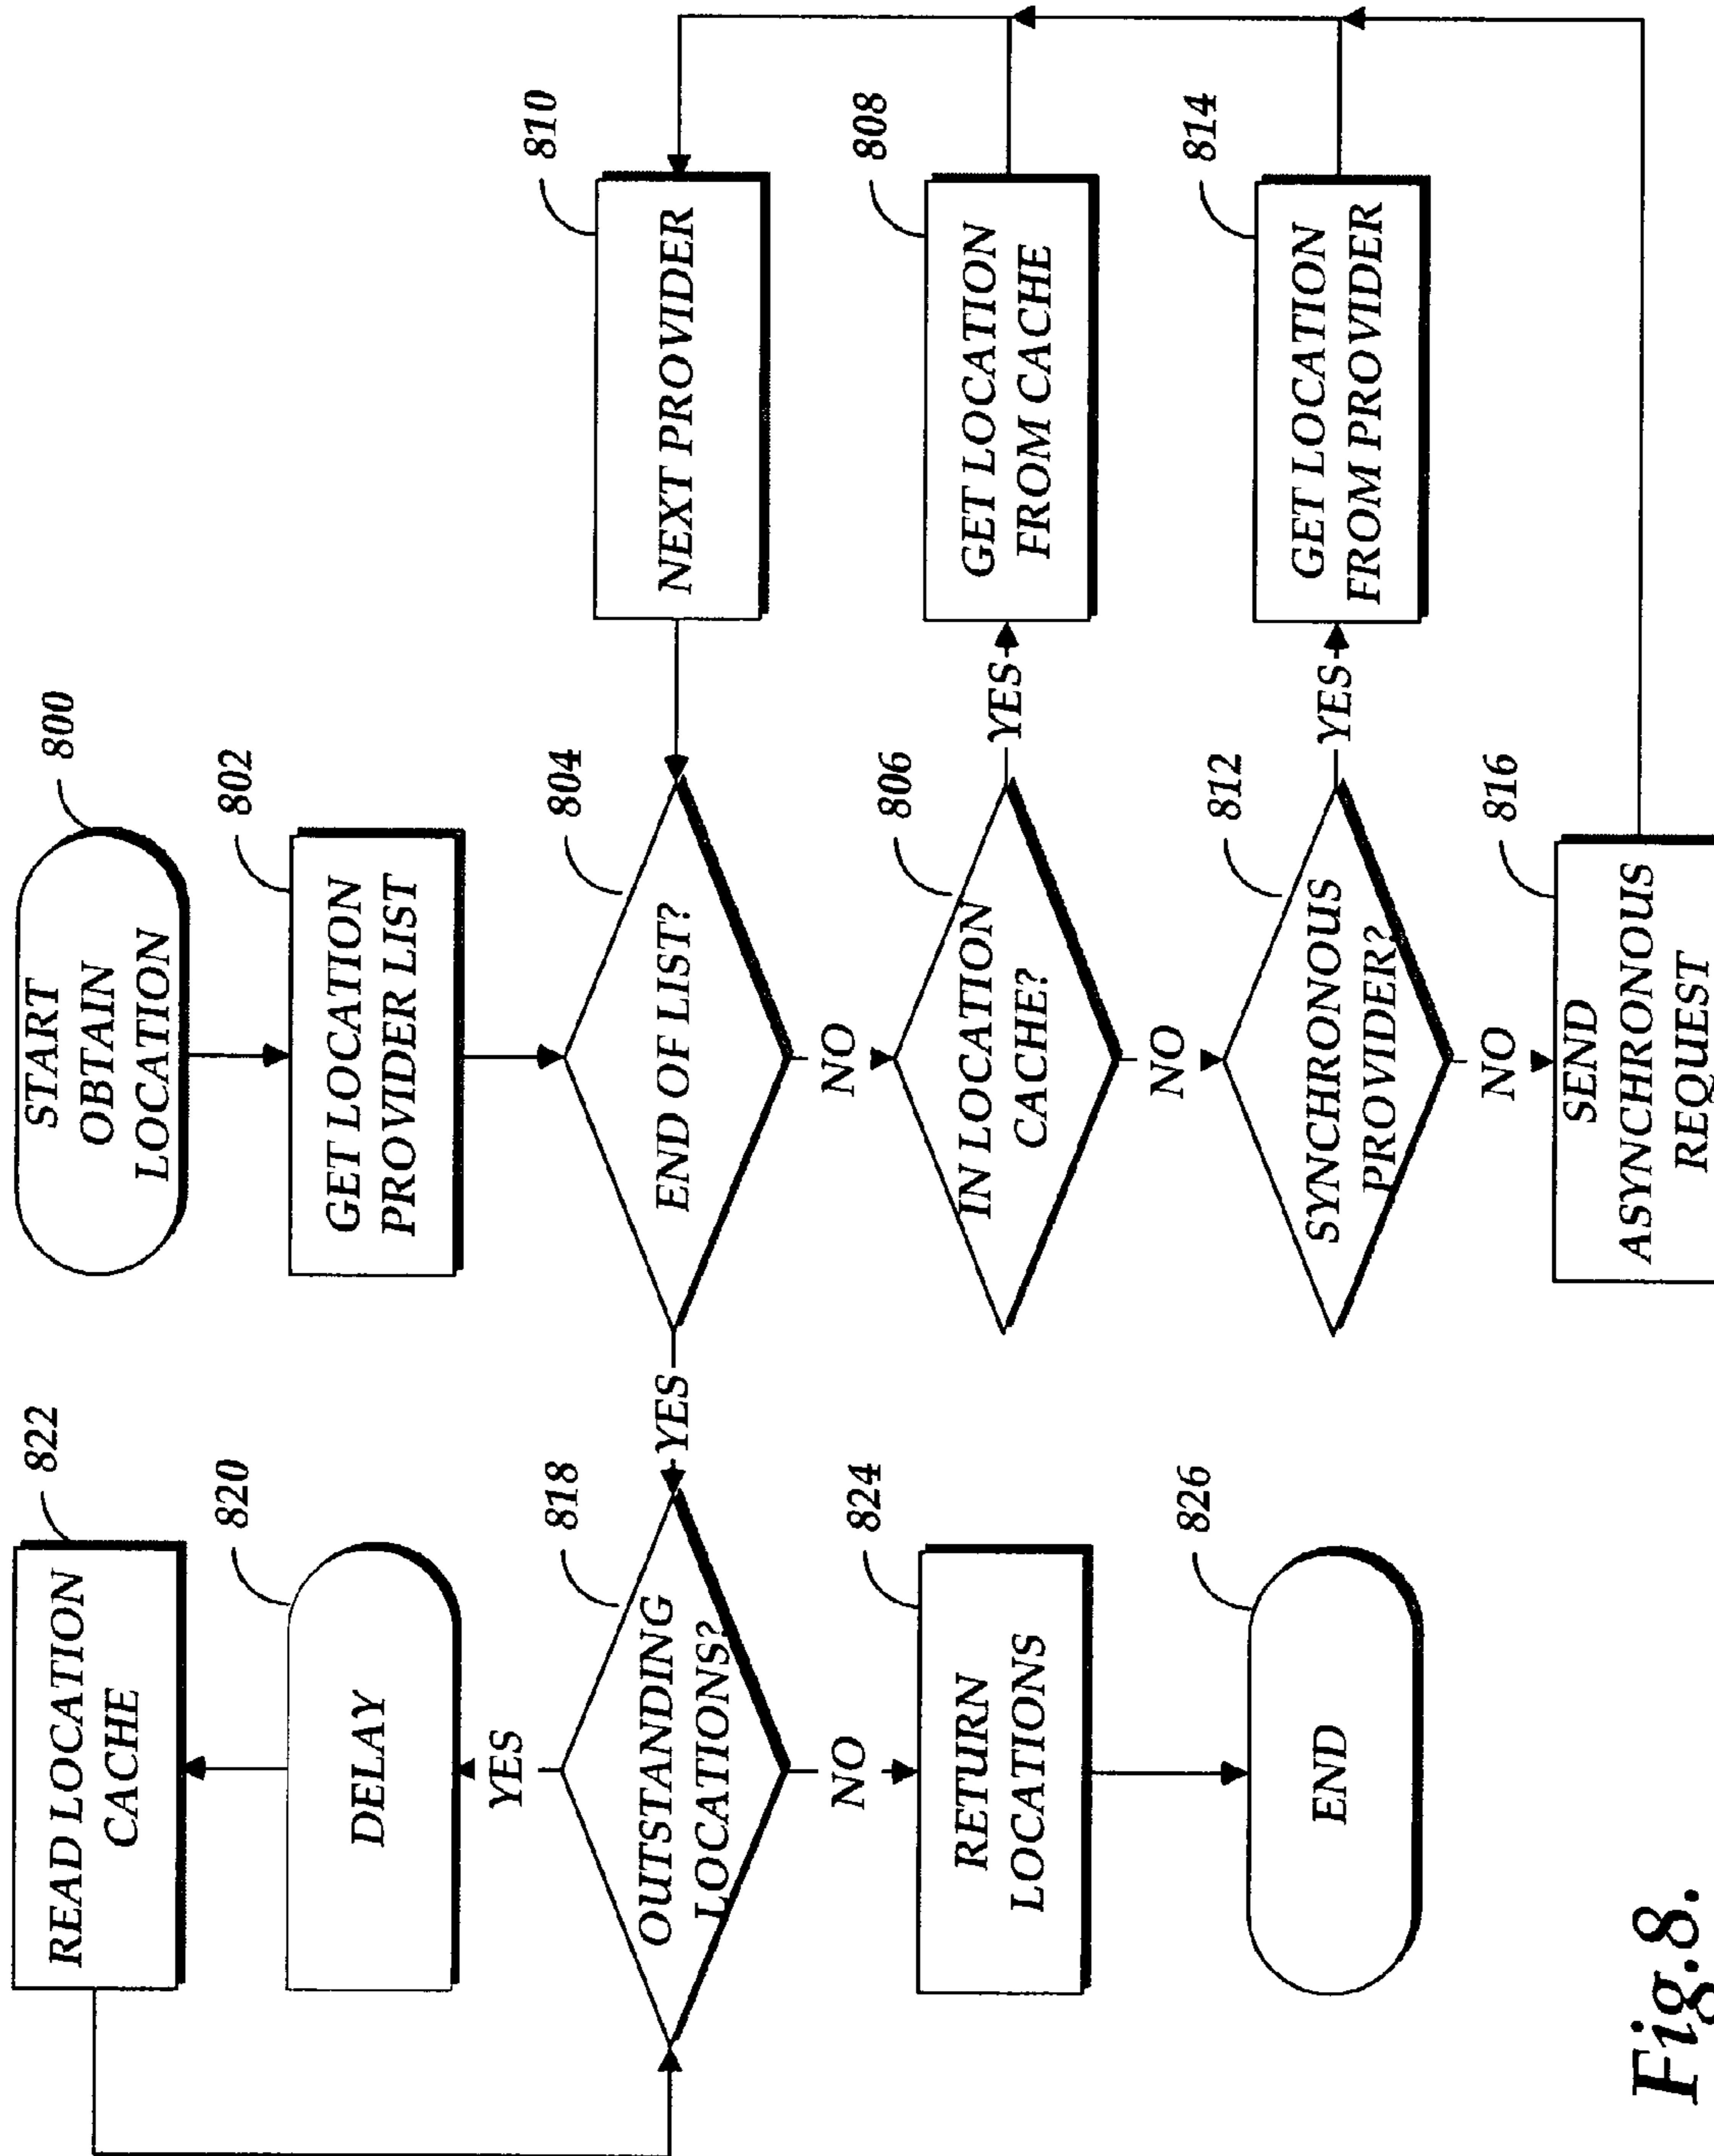 822
READ LOCATION
CACHE
820
DELAY
YES
818
OUTSTANDING
LOCATIONS?
NO
824
RETURN
LOCATIONS
826
END
800
START
OBTAIN
LOCATION
802
GET LOCATION
PROVIDER LIST
804
END OF LIST?
YES
NO
806
IN LOCATION
CACHE?
YES
NO
812
SYNCHRONOUS
PROVIDER?
YES
NO
816
SEND
ASYNCHRONOUS
REQUEST
810
NEXT PROVIDER
808
GET LOCATION
FROM CACHE
814
GET LOCATION
FROM PROVIDER
Fig.8.